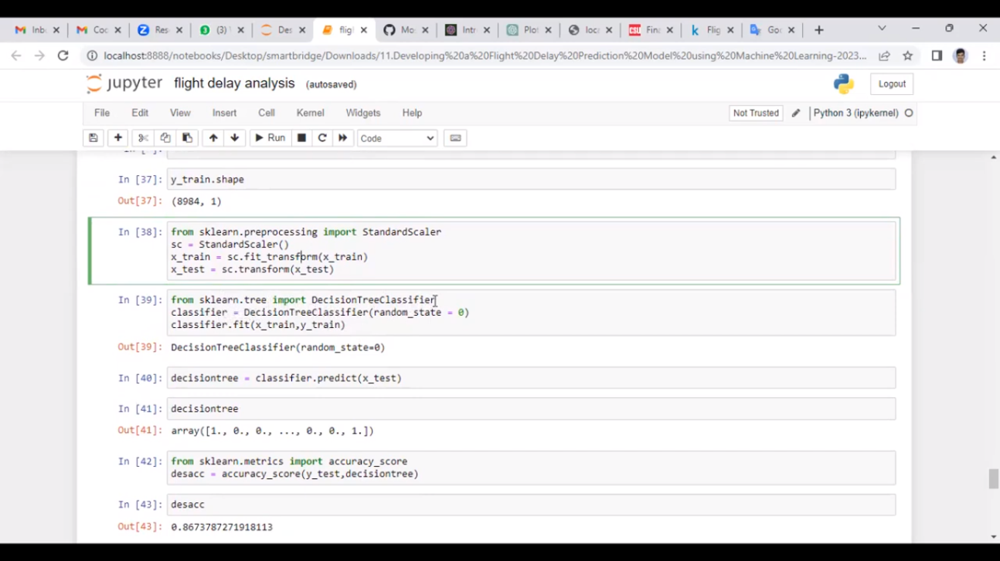 Inb
Coc
Res
(3)
Des
fligh
Mo
Intr
Plot
loca
Fina
Flig
Goo
localhost:8888/notebooks/Desktop/smartbridge/Downloads/11.Developing%20a%20Flight%20Delay%20Prediction%20Model%20using%20Machine%20Learning-2023...
jupyter flight delay analysis (autosaved)
Logout
File Edit View Insert Cell Kernel Widgets Help
Not Trusted
Python 3 (ipykernel)
Run
Code
In [37]: y_train.shape
Out[37]: (8984, 1)
In [38]: from sklearn.preprocessing import StandardScaler
sc = StandardScaler()
x_train = sc.fit_transform(x_train)
x_test = sc.transform(x_test)
In [39]: from sklearn.tree import DecisionTreeClassifier
classifier = DecisionTreeClassifier(random_state = 0)
classifier.fit(x_train,y_train)
Out[39]: DecisionTreeClassifier(random_state=0)
In [40]: decisiontree = classifier.predict(x_test)
In [41]: decisiontree
Out[41]: array([1., 0., 0., ..., 0., 0., 1.])
In [42]: from sklearn.metrics import accuracy_score
desacc = accuracy_score(y_test,decisiontree)
In [43]: desacc
Out[43]: 0.8673787271918113